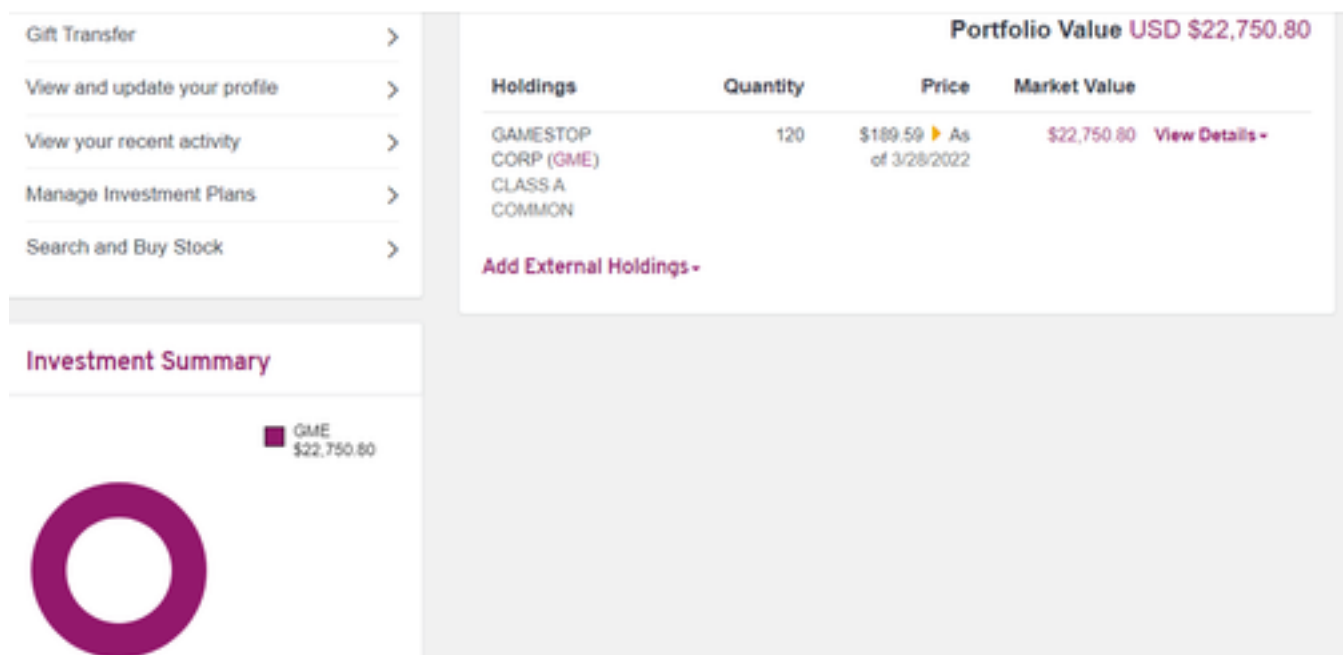 Gift Transfer
View and update your profile
View your recent activity
Manage Investment Plans
Search and Buy Stock
Portfolio Value USD $22,750.80
Holdings Quantity Price Market Value
GAMESTOP 120 $189.59 As $22,750.80 View Details
CORP (GME) of 3/28/2022
CLASS A
COMMON
Add External Holdings
Investment Summary
GME
$22,750.80